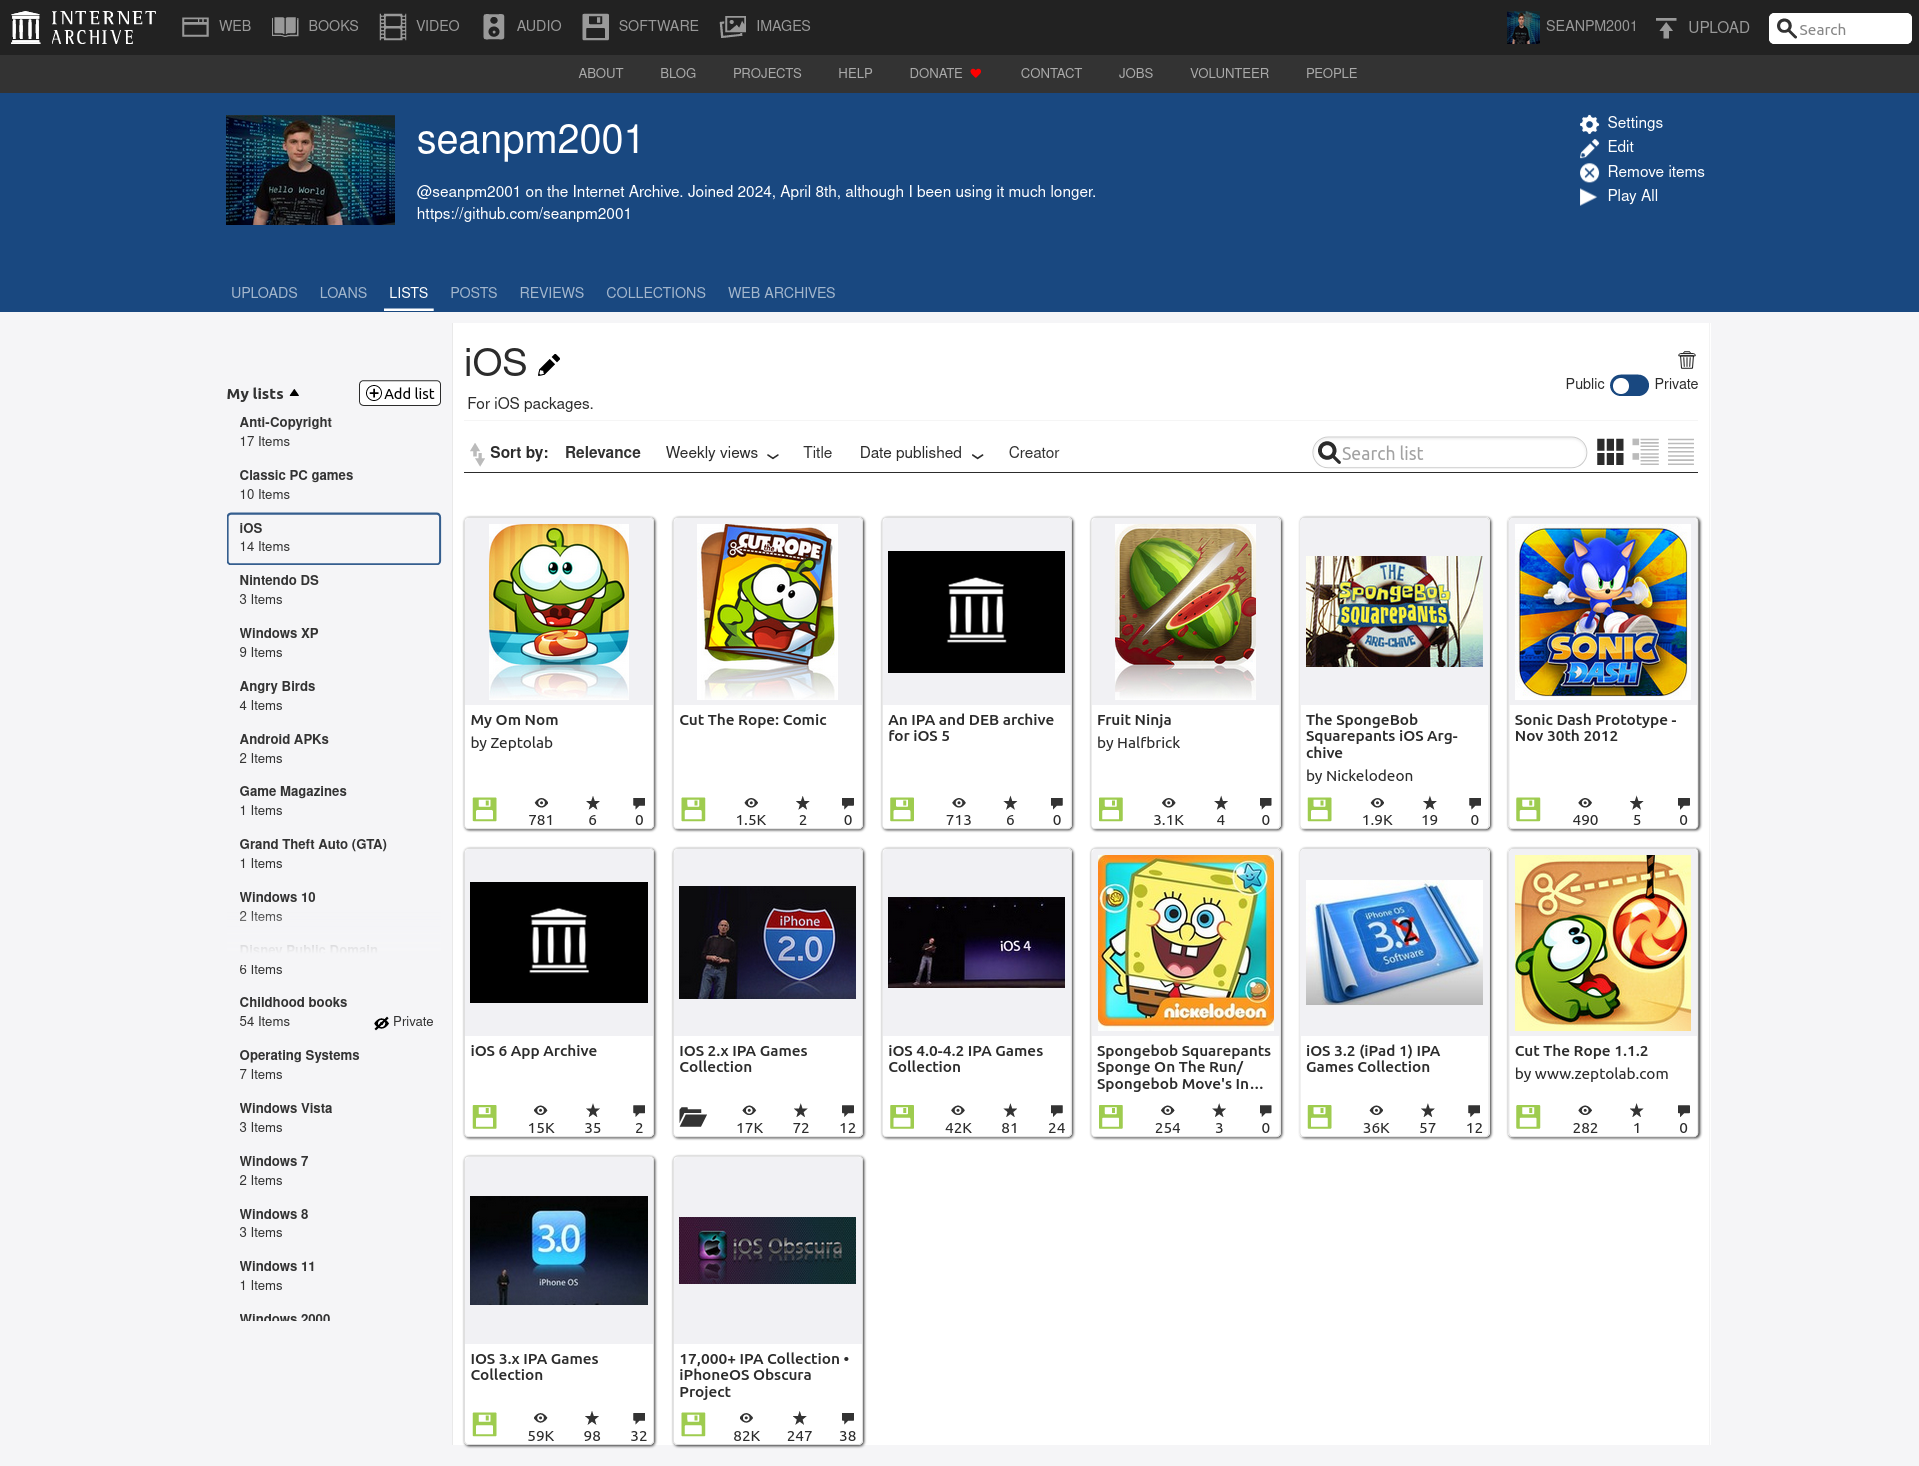 INTERNET ARCHIVE
WEB BOOKS VIDEO AUDIO SOFTWARE IMAGES
SEANPM2001 UPLOAD Search
ABOUT BLOG PROJECTS HELP DONATE CONTACT JOBS VOLUNTEER PEOPLE
Hello World
seanpm2001
@seanpm2001 on the Internet Archive. Joined 2024, April 8th, although I been using it much longer.
https://github.com/seanpm2001
Settings
Edit
Remove items
Play All
UPLOADS LOANS LISTS POSTS REVIEWS COLLECTIONS WEB ARCHIVES
My lists Add list
Anti-Copyright
17 Items
Classic PC games
10 Items
iOS
14 Items
Nintendo DS
3 Items
Windows XP
9 Items
Angry Birds
4 Items
Android APKs
2 Items
Game Magazines
1 Items
Grand Theft Auto (GTA)
1 Items
Windows 10
2 Items
Disney Public Domain
6 Items
Childhood books
54 Items Private
Operating Systems
7 Items
Windows Vista
3 Items
Windows 7
2 Items
Windows 8
3 Items
Windows 11
1 Items
Windows 2000
iOS
For iOS packages.
Public Private
Sort by: Relevance Weekly views Title Date published Creator
Search list
My Om Nom
by Zeptolab
781 6 0
CUT the ROPE
Cut The Rope: Comic
1.5K 2 0
An IPA and DEB archive
for iOS 5
713 6 0
Fruit Ninja
by Halfbrick
3.1K 4 0
THE
SpongeBob
SQUAREPANTS
ARG-CHIVE
The SpongeBob
Squarepants iOS Arg-
chive
by Nickelodeon
1.9K 19 0
SONIC
DASH
Sonic Dash Prototype -
Nov 30th 2012
490 5 0
iOS 6 App Archive
15K 35 2
iPhone
2.0
IOS 2.x IPA Games
Collection
17K 72 12
iOS 4
iOS 4.0-4.2 IPA Games
Collection
42K 81 24
nickelodeon
Spongebob Squarepants
Sponge On The Run/
Spongebob Move's In...
254 3 0
iPhone OS
3.2
Software
iOS 3.2 (iPad 1) IPA
Games Collection
36K 57 12
Cut The Rope 1.1.2
by www.zeptolab.com
282 1 0
3.0
iPhone OS
IOS 3.x IPA Games
Collection
59K 98 32
iOS Obscura
17,000+ IPA Collection •
iPhoneOS Obscura
Project
82K 247 38